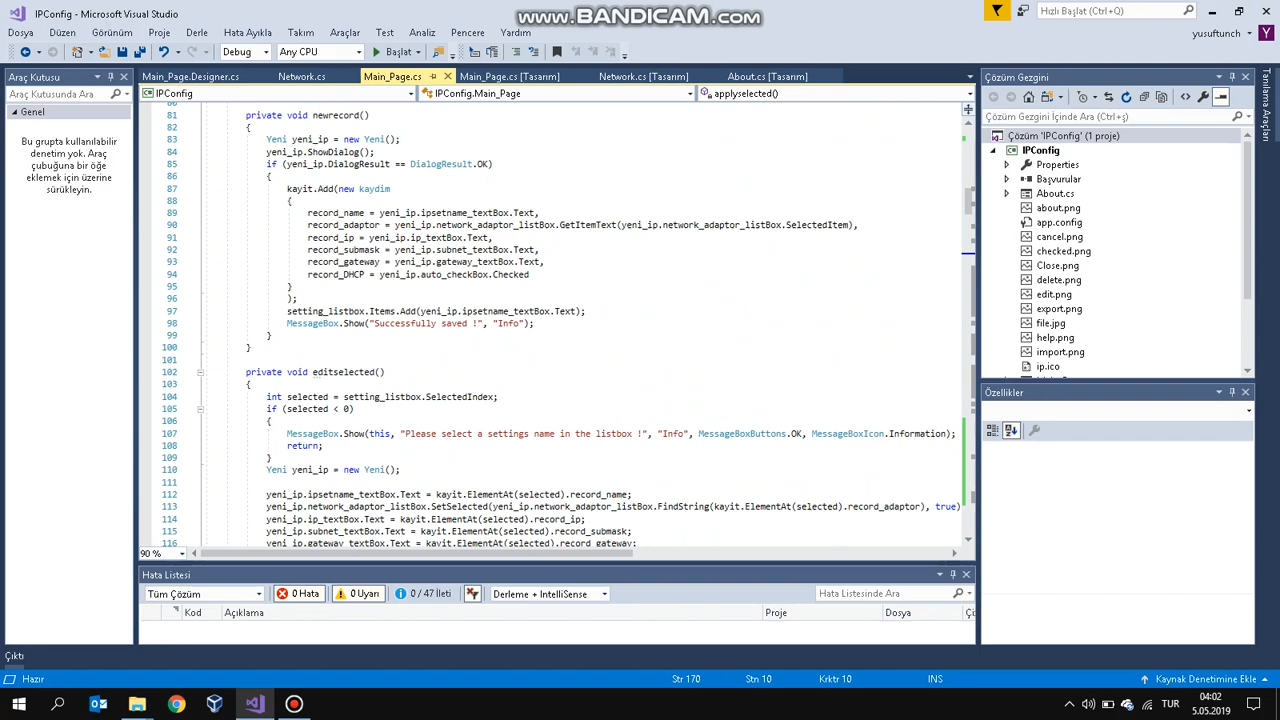 IPConfig - Microsoft Visual Studio
www.BANDICAM.com
Hızlı Başlat (Ctrl+Q)
Dosya Düzen Görünüm Proje Derle Hata Ayıkla Takım Araçlar Test Analiz Pencere Yardım
yusuftunch Y
Debug Any CPU Başlat
Araç Kutusu
Main_Page.Designer.cs Network.cs Main_Page.cs Main_Page.cs [Tasarım] Network.cs [Tasarım] About.cs [Tasarım]
Çözüm Gezgini
Tanılama Araçları
Araç Kutusunda Ara
IPConfig IPConfig.Main_Page applyselected()
Genel
Bu grupta kullanılabilir
denetim yok. Araç
çubuğuna bir öğe
eklemek için üzerine
sürükleyin.
81 private void newrecord()
82 {
83 Yeni yeni_ip = new Yeni();
84 yeni_ip.ShowDialog();
85 if (yeni_ip.DialogResult == DialogResult.OK)
86 {
87 kayit.Add(new kaydim
88 {
89 record_name = yeni_ip.ipsetname_textBox.Text,
90 record_adaptor = yeni_ip.network_adaptor_listBox.GetItemText(yeni_ip.network_adaptor_listBox.SelectedItem),
91 record_ip = yeni_ip.ip_textBox.Text,
92 record_submask = yeni_ip.subnet_textBox.Text,
93 record_gateway = yeni_ip.gateway_textBox.Text,
94 record_DHCP = yeni_ip.auto_checkBox.Checked
95 }
96 );
97 setting_listbox.Items.Add(yeni_ip.ipsetname_textBox.Text);
98 MessageBox.Show("Successfully saved !", "Info");
99 }
100 }
101
102 private void editselected()
103 {
104 int selected = setting_listbox.SelectedIndex;
105 if (selected < 0)
106 {
107 MessageBox.Show(this, "Please select a settings name in the listbox !", "Info", MessageBoxButtons.OK, MessageBoxIcon.Information);
108 return;
109 }
110 Yeni yeni_ip = new Yeni();
111
112 yeni_ip.ipsetname_textBox.Text = kayit.ElementAt(selected).record_name;
113 yeni_ip.network_adaptor_listBox.SetSelected(yeni_ip.network_adaptor_listBox.FindString(kayit.ElementAt(selected).record_adaptor), true)
114 yeni_ip.ip_textBox.Text = kayit.ElementAt(selected).record_ip;
115 yeni_ip.subnet_textBox.Text = kayit.ElementAt(selected).record_submask;
116 yeni_ip.gateway_textBox.Text = kayit.ElementAt(selected).record_gateway;
90 %
Çözüm Gezgini içinde Ara (Ctrl+ş)
Çözüm 'IPConfig' (1 proje)
IPConfig
Properties
Başvurular
About.cs
about.png
app.config
cancel.png
checked.png
Close.png
delete.png
edit.png
export.png
file.jpg
help.png
import.png
ip.ico
Özellikler
Hata Listesi
Tüm Çözüm 0 Hata 0 Uyarı 0 / 47 İleti Derleme + IntelliSense Hata Listesinde Ara
Kod Açıklama Proje Dosya
Çıktı
Hazır Str 170 Stn 10 Krktr 10 INS Kaynak Denetimine Ekle
TUR 04:02
5.05.2019